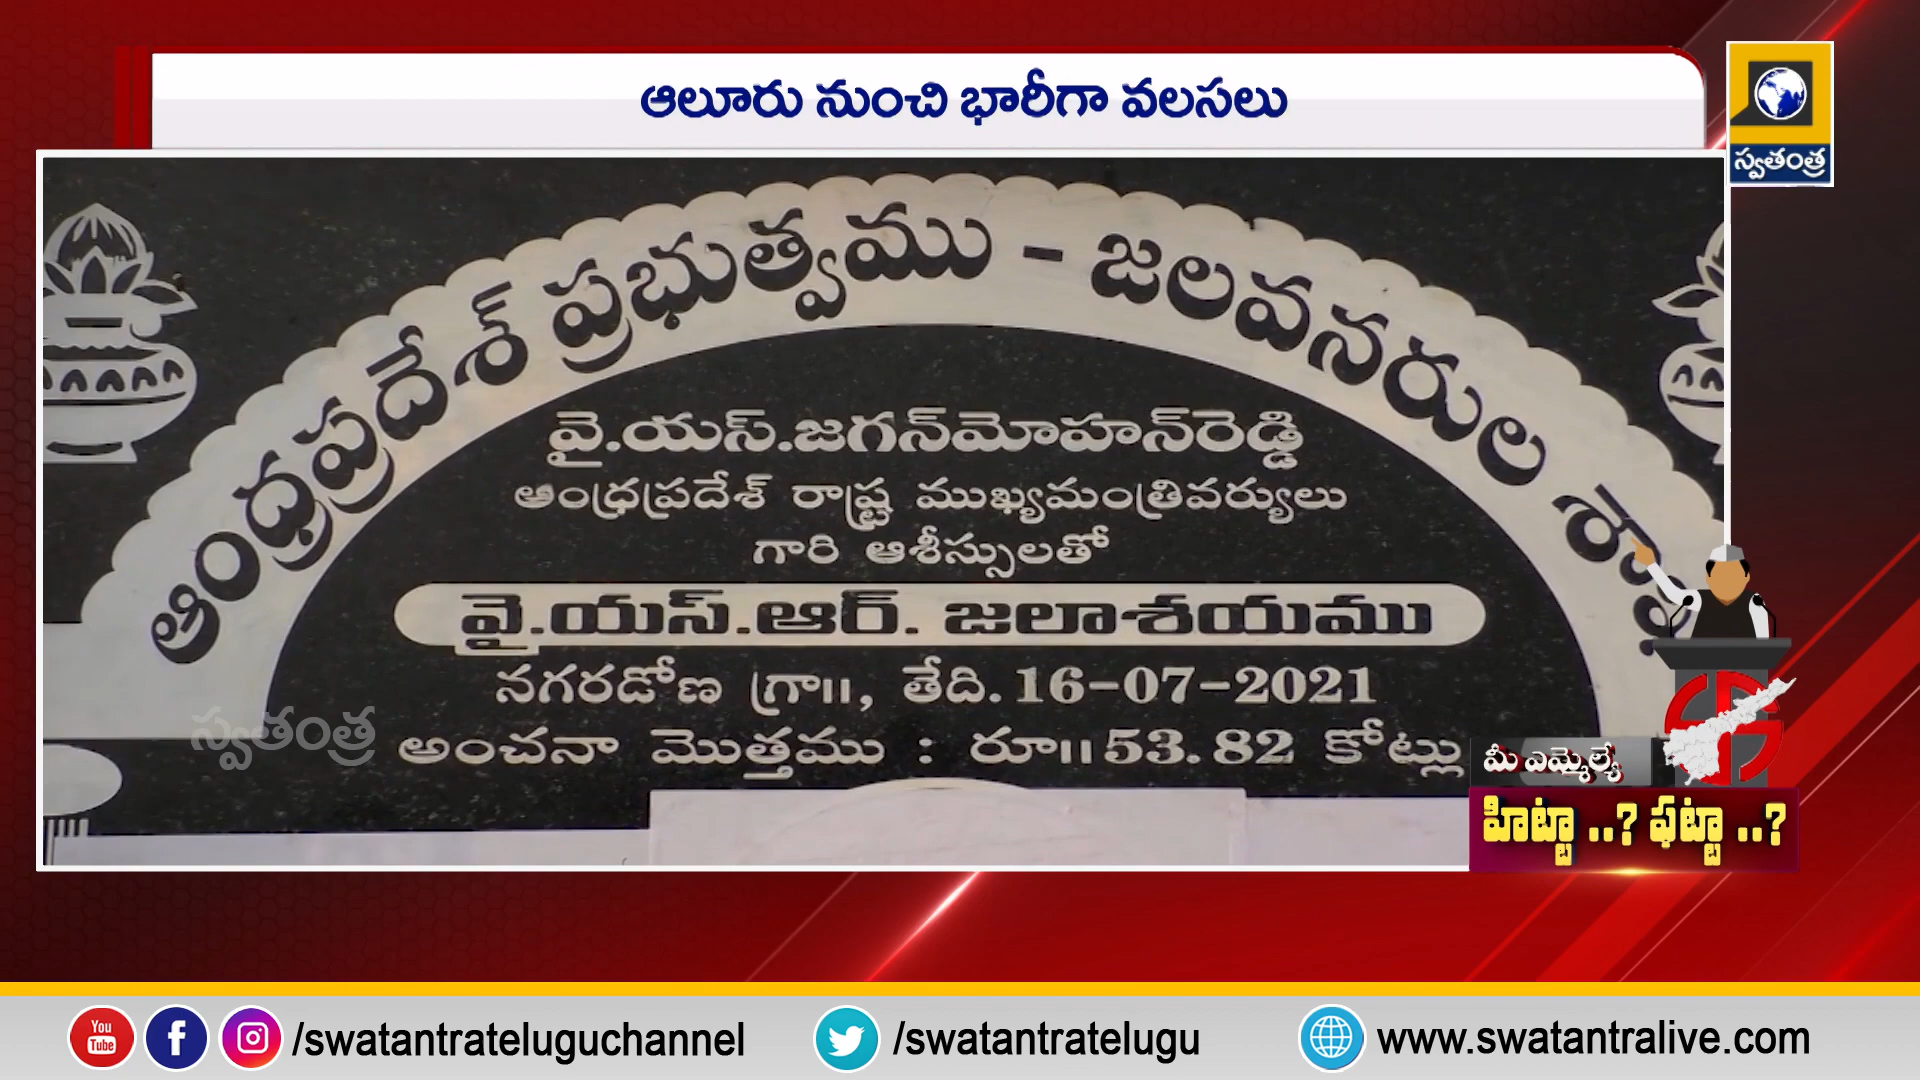 ఆలూరు నుంచి భారీగా వలసలు
స్వతంత్ర
ఆంధ్రప్రదేశ్ ప్రభుత్వము - జలవనరుల శాఖ
వై.యస్.జగన్‌మోహన్‌రెడ్డి
ఆంధ్రప్రదేశ్ రాష్ట్ర ముఖ్యమంత్రివర్యులు
గారి ఆశీస్సులతో
వై.యస్.ఆర్. జలాశయము
నగరడోణ గ్రా॥, తేది. 16-07-2021
అంచనా మొత్తము : రూ॥53.82 కోట్లు
స్వతంత్ర
మీ ఎమ్మెల్యే
హిట్టా ..? ఫట్టా ..?
You
Tube
/swatantrateluguchannel
/swatantratelugu
www.swatantralive.com